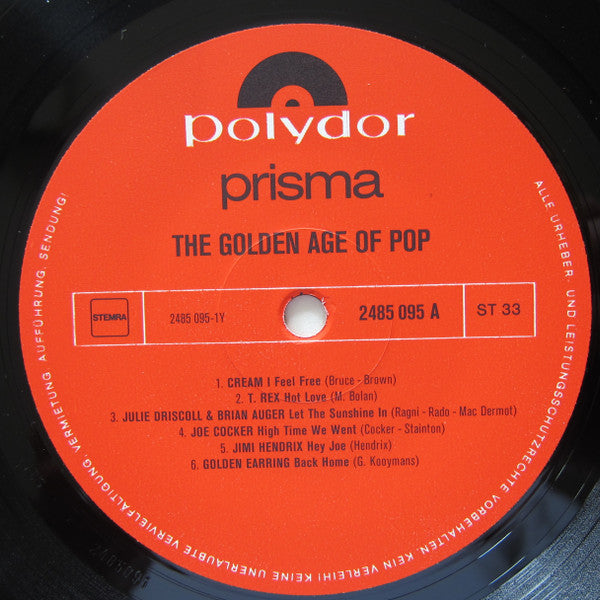 polydor
prisma
THE GOLDEN AGE OF POP
STEMRA
2485 095-1Y
2485 095 A
ST 33
1. CREAM I Feel Free (Bruce - Brown)
2. T. REX Hot Love (M. Bolan)
3. JULIE DRISCOLL & BRIAN AUGER Let The Sunshine In (Ragni - Rado - Mac Dermot)
4. JOE COCKER High Time We Went (Cocker - Stainton)
5. JIMI HENDRIX Hey Joe (Hendrix)
6. GOLDEN EARRING Back Home (G. Kooymans)
ALLE URHEBER- UND LEISTUNGSSCHUTZRECHTE VORBEHALTEN. KEIN VERLEIH! KEINE UNERLAUBTE VERVIELFÄLTIGUNG, VERMIETUNG, AUFFÜHRUNG, SENDUNG!